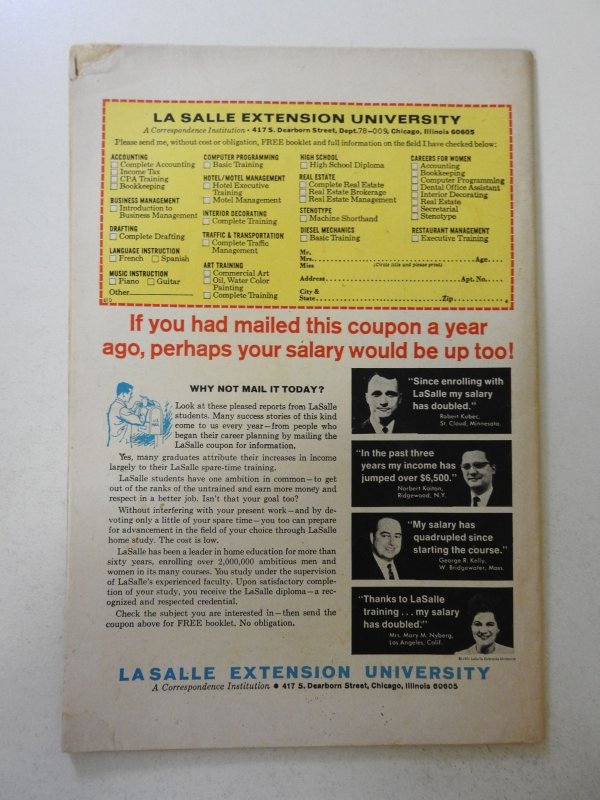 LA SALLE EXTENSION UNIVERSITY
A Correspondence Institution • 417 S. Dearborn Street, Dept. 78-009, Chicago, Illinois 60605
Please send me, without cost or obligation, FREE booklet and full information on the field I have checked below:
ACCOUNTING
Complete Accounting
Income Tax
CPA Training
Bookkeeping
BUSINESS MANAGEMENT
Introduction to
Business Management
DRAFTING
Complete Drafting
LANGUAGE INSTRUCTION
French Spanish
MUSIC INSTRUCTION
Piano Guitar
Other
COMPUTER PROGRAMMING
Basic Training
HOTEL/MOTEL MANAGEMENT
Hotel Executive
Training
Motel Management
INTERIOR DECORATING
Complete Training
TRAFFIC & TRANSPORTATION
Complete Traffic
Management
ART TRAINING
Commercial Art
Oil, Water Color
Painting
Complete Training
HIGH SCHOOL
High School Diploma
REAL ESTATE
Complete Real Estate
Real Estate Brokerage
Real Estate Management
STENOTYPE
Machine Shorthand
DIESEL MECHANICS
Basic Training
CAREERS FOR WOMEN
Accounting
Bookkeeping
Computer Programming
Dental Office Assistant
Interior Decorating
Real Estate
Secretarial
Stenotype
RESTAURANT MANAGEMENT
Executive Training
Mr.
Mrs. Age
Miss (Circle title and please print)
Address Apt. No.
City &
State Zip
If you had mailed this coupon a year
ago, perhaps your salary would be up too!
WHY NOT MAIL IT TODAY?
Look at these pleased reports from LaSalle
students. Many success stories of this kind
come to us every year—from people who
began their career planning by mailing the
LaSalle coupon for information.
Yes, many graduates attribute their increases in income
largely to their LaSalle spare-time training.
LaSalle students have one ambition in common—to get
out of the ranks of the untrained and earn more money and
respect in a better job. Isn't that your goal too?
Without interfering with your present work—and by de-
voting only a little of your spare time—you too can prepare
for advancement in the field of your choice through LaSalle
home study. The cost is low.
LaSalle has been a leader in home education for more than
sixty years, enrolling over 2,000,000 ambitious men and
women in its many courses. You study under the supervision
of LaSalle's experienced faculty. Upon satisfactory comple-
tion of your study, you receive the LaSalle diploma—a rec-
ognized and respected credential.
Check the subject you are interested in—then send the
coupon above for FREE booklet. No obligation.
"Since enrolling with
LaSalle my salary
has doubled."
Robert Kubec,
St. Cloud, Minnesota.
"In the past three
years my income has
jumped over $6,500."
Norbert Kaiton,
Ridgewood, N.Y.
"My salary has
quadrupled since
starting the course."
George R. Kelly,
W. Bridgewater, Mass.
"Thanks to LaSalle
training . . . my salary
has doubled."
Mrs. Mary M. Nyberg,
Los Angeles, Calif.
LASALLE EXTENSION UNIVERSITY
A Correspondence Institution • 417 S. Dearborn Street, Chicago, Illinois 60605